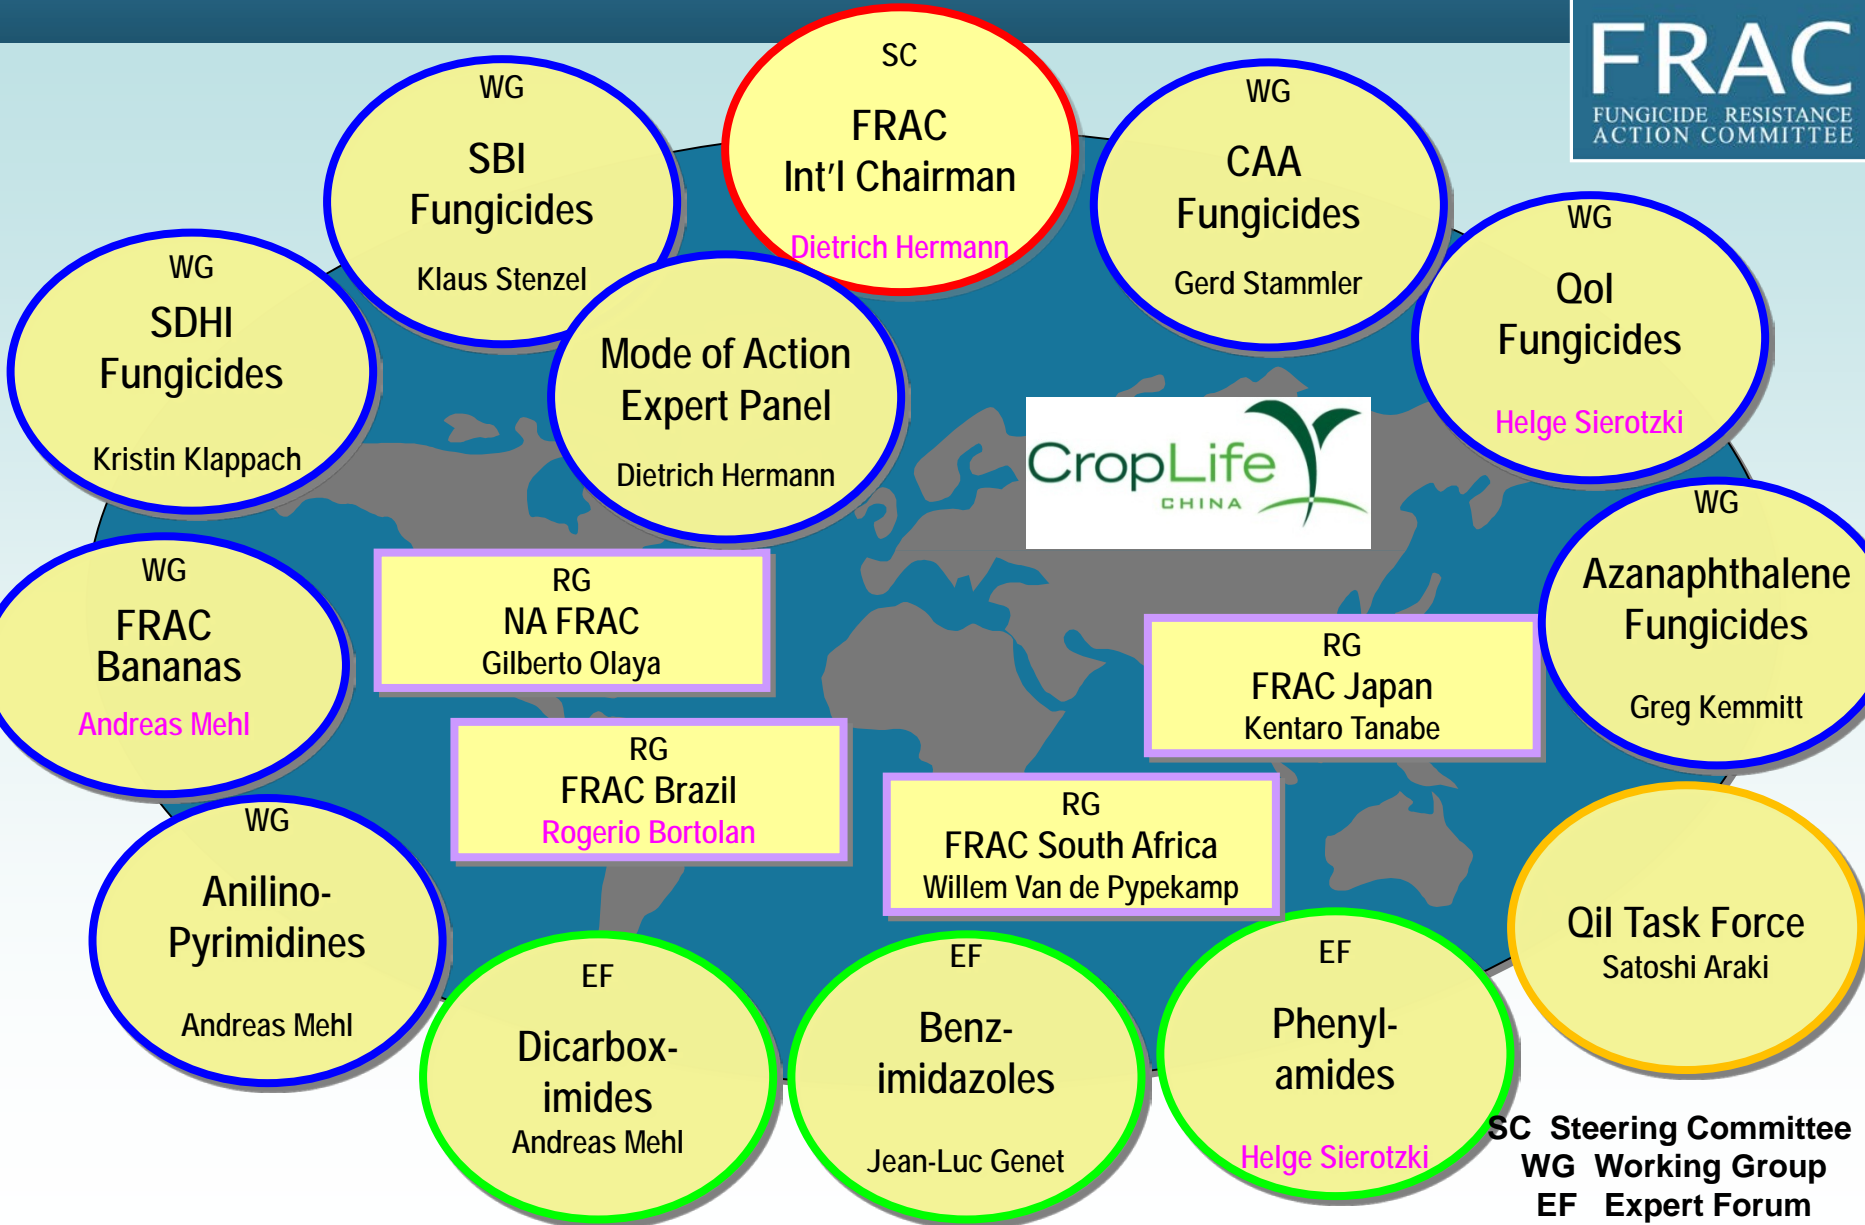 FRAC
FUNGICIDE RESISTANCE
ACTION COMMITTEE
SC
FRAC
Int'l Chairman
Dietrich Hermann
WG
SBI
Fungicides
Klaus Stenzel
WG
CAA
Fungicides
Gerd Stammler
WG
SDHI
Fungicides
Kristin Klappach
Mode of Action
Expert Panel
Dietrich Hermann
WG
QoI
Fungicides
Helge Sierotzki
CropLife
CHINA
WG
FRAC
Bananas
Andreas Mehl
RG
NA FRAC
Gilberto Olaya
WG
Azanaphthalene
Fungicides
Greg Kemmitt
RG
FRAC Japan
Kentaro Tanabe
RG
FRAC Brazil
Rogerio Bortolan
RG
FRAC South Africa
Willem Van de Pypekamp
WG
Anilino-
Pyrimidines
Andreas Mehl
EF
Dicarbox-
imides
Andreas Mehl
EF
Benz-
imidazoles
Jean-Luc Genet
EF
Phenyl-
amides
Helge Sierotzki
Qil Task Force
Satoshi Araki
SC Steering Committee
WG Working Group
EF Expert Forum